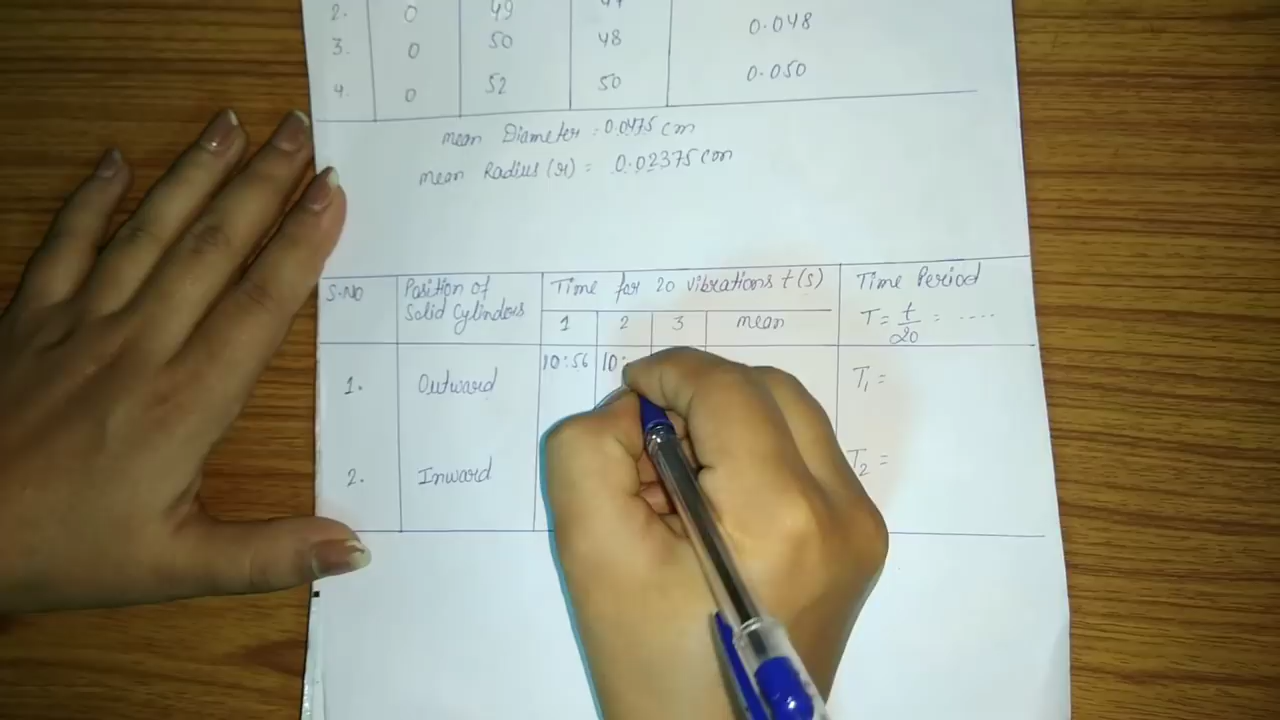 2. 0 49
3. 0 50 48 0.048
4. 0 52 50 0.050
mean Diameter = 0.0475 cm
mean Radius (r) = 0.02375 cm
S.NO Position of Solid Cylinders Time for 20 vibrations t(s) Time Period
1 2 3 mean T = t/20 = ....
1. Outward 10:56 10: T₁ =
2. Inward T₂ =